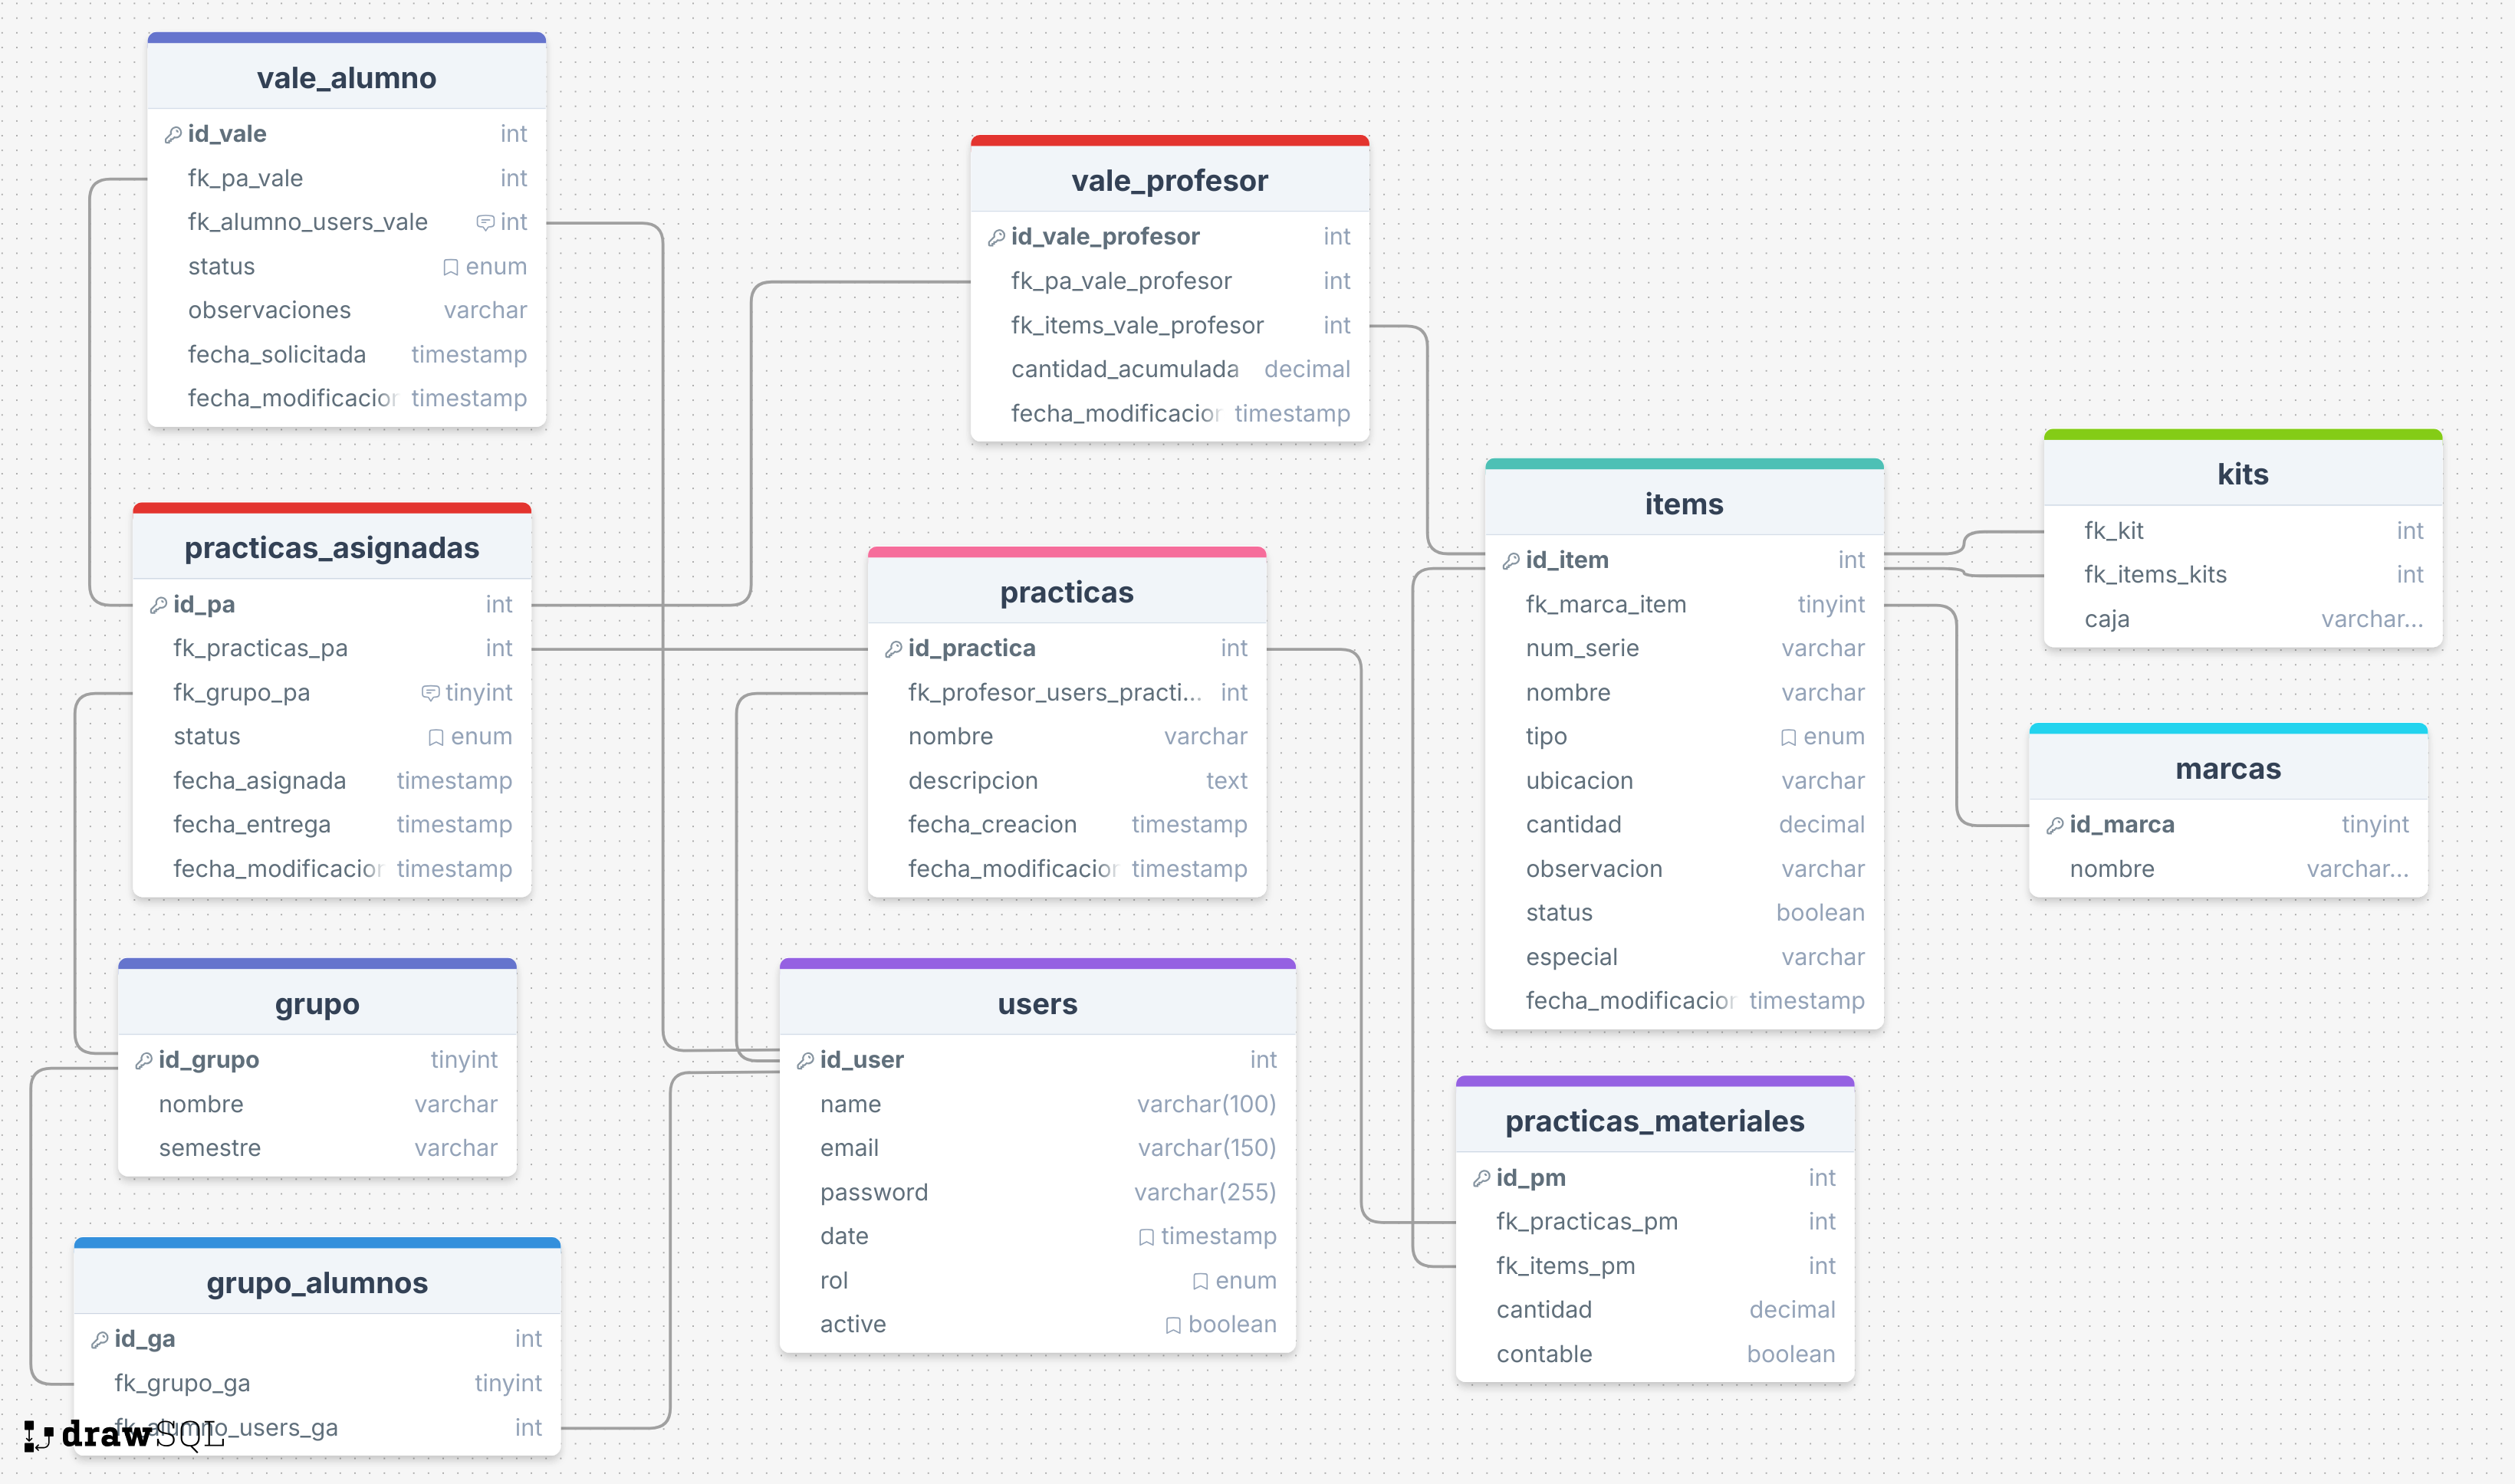 vale_alumno
id_vale int
fk_pa_vale int
fk_alumno_users_vale int
status enum
observaciones varchar
fecha_solicitada timestamp
fecha_modificacion timestamp
vale_profesor
id_vale_profesor int
fk_pa_vale_profesor int
fk_items_vale_profesor int
cantidad_acumulada decimal
fecha_modificacion timestamp
kits
fk_kit int
fk_items_kits int
caja varchar...
items
id_item int
fk_marca_item tinyint
num_serie varchar
nombre varchar
tipo enum
ubicacion varchar
cantidad decimal
observacion varchar
status boolean
especial varchar
fecha_modificacion timestamp
practicas_asignadas
id_pa int
fk_practicas_pa int
fk_grupo_pa tinyint
status enum
fecha_asignada timestamp
fecha_entrega timestamp
fecha_modificacion timestamp
practicas
id_practica int
fk_profesor_users_practi... int
nombre varchar
descripcion text
fecha_creacion timestamp
fecha_modificacion timestamp
marcas
id_marca tinyint
nombre varchar...
grupo
id_grupo tinyint
nombre varchar
semestre varchar
users
id_user int
name varchar(100)
email varchar(150)
password varchar(255)
date timestamp
rol enum
active boolean
practicas_materiales
id_pm int
fk_practicas_pm int
fk_items_pm int
cantidad decimal
contable boolean
grupo_alumnos
id_ga int
fk_grupo_ga tinyint
fk_alumno_users_ga int
drawSQL